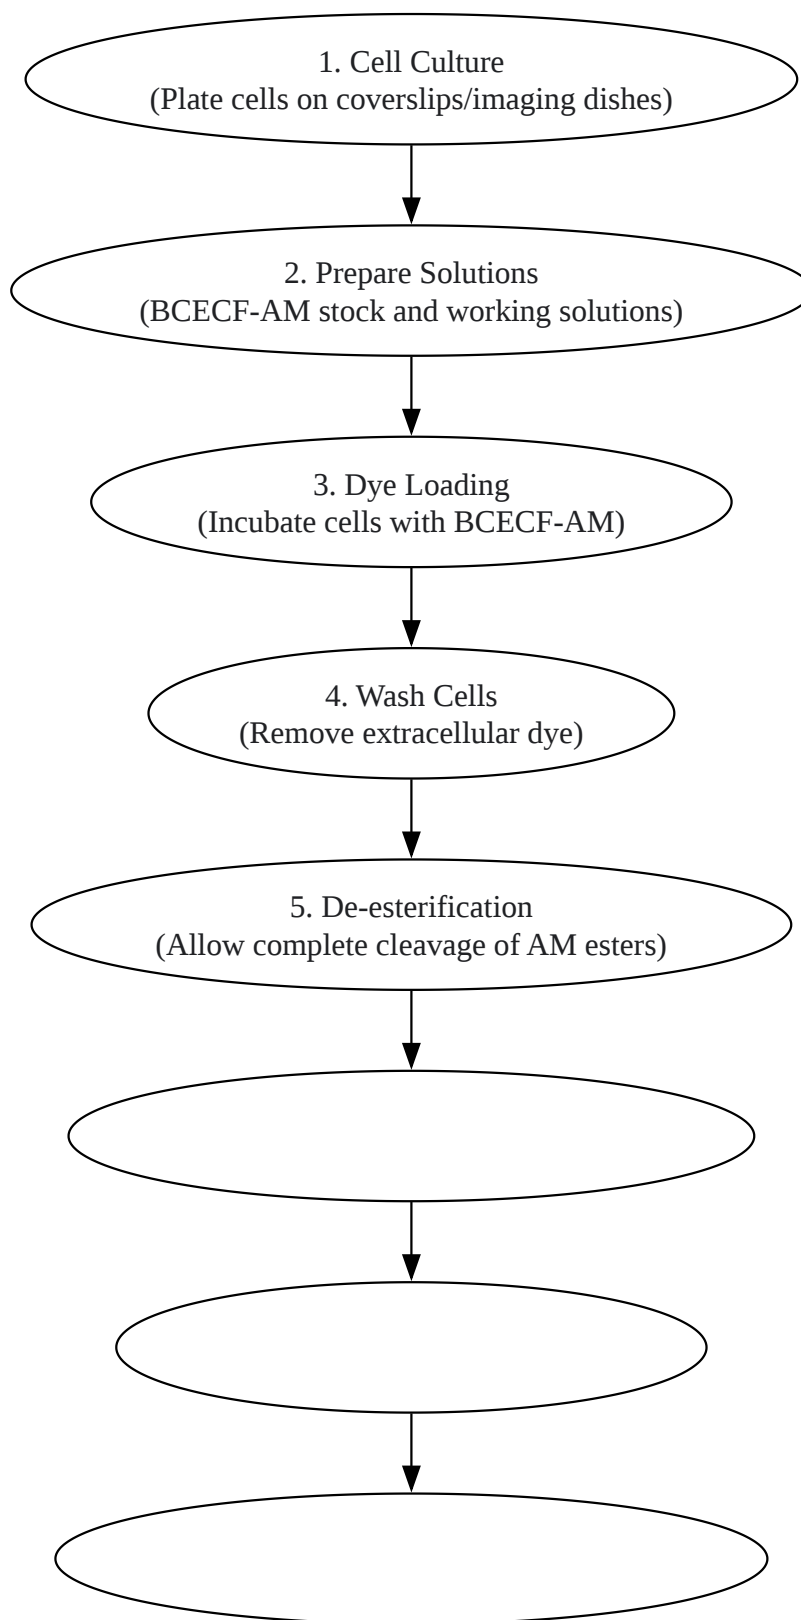 1. Cell Culture
(Plate cells on coverslips/imaging dishes)
2. Prepare Solutions
(BCECF-AM stock and working solutions)
3. Dye Loading
(Incubate cells with BCECF-AM)
4. Wash Cells
(Remove extracellular dye)
5. De-esterification
(Allow complete cleavage of AM esters)